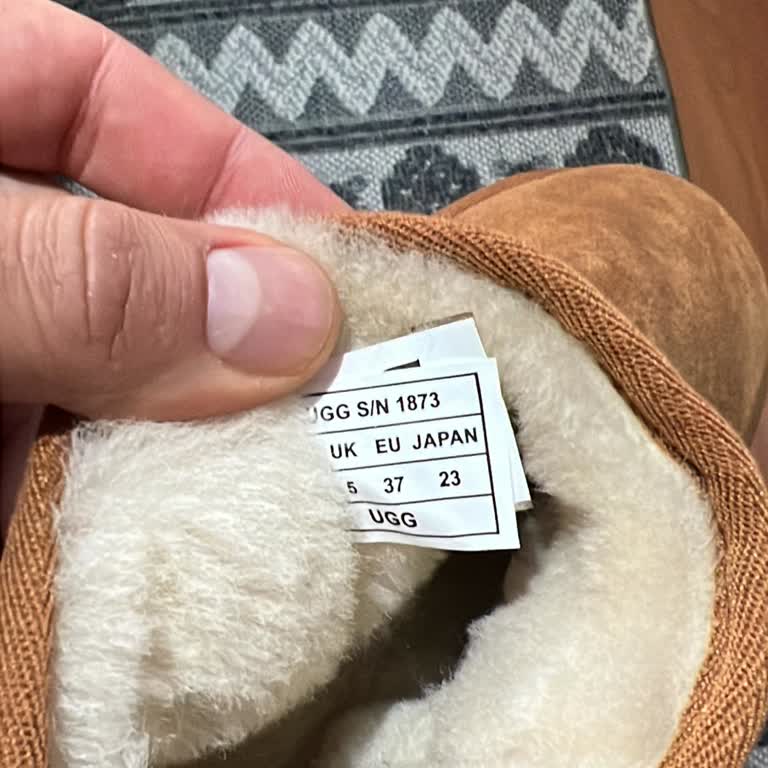 UGG S/N 1873
UK EU JAPAN
5 37 23
UGG